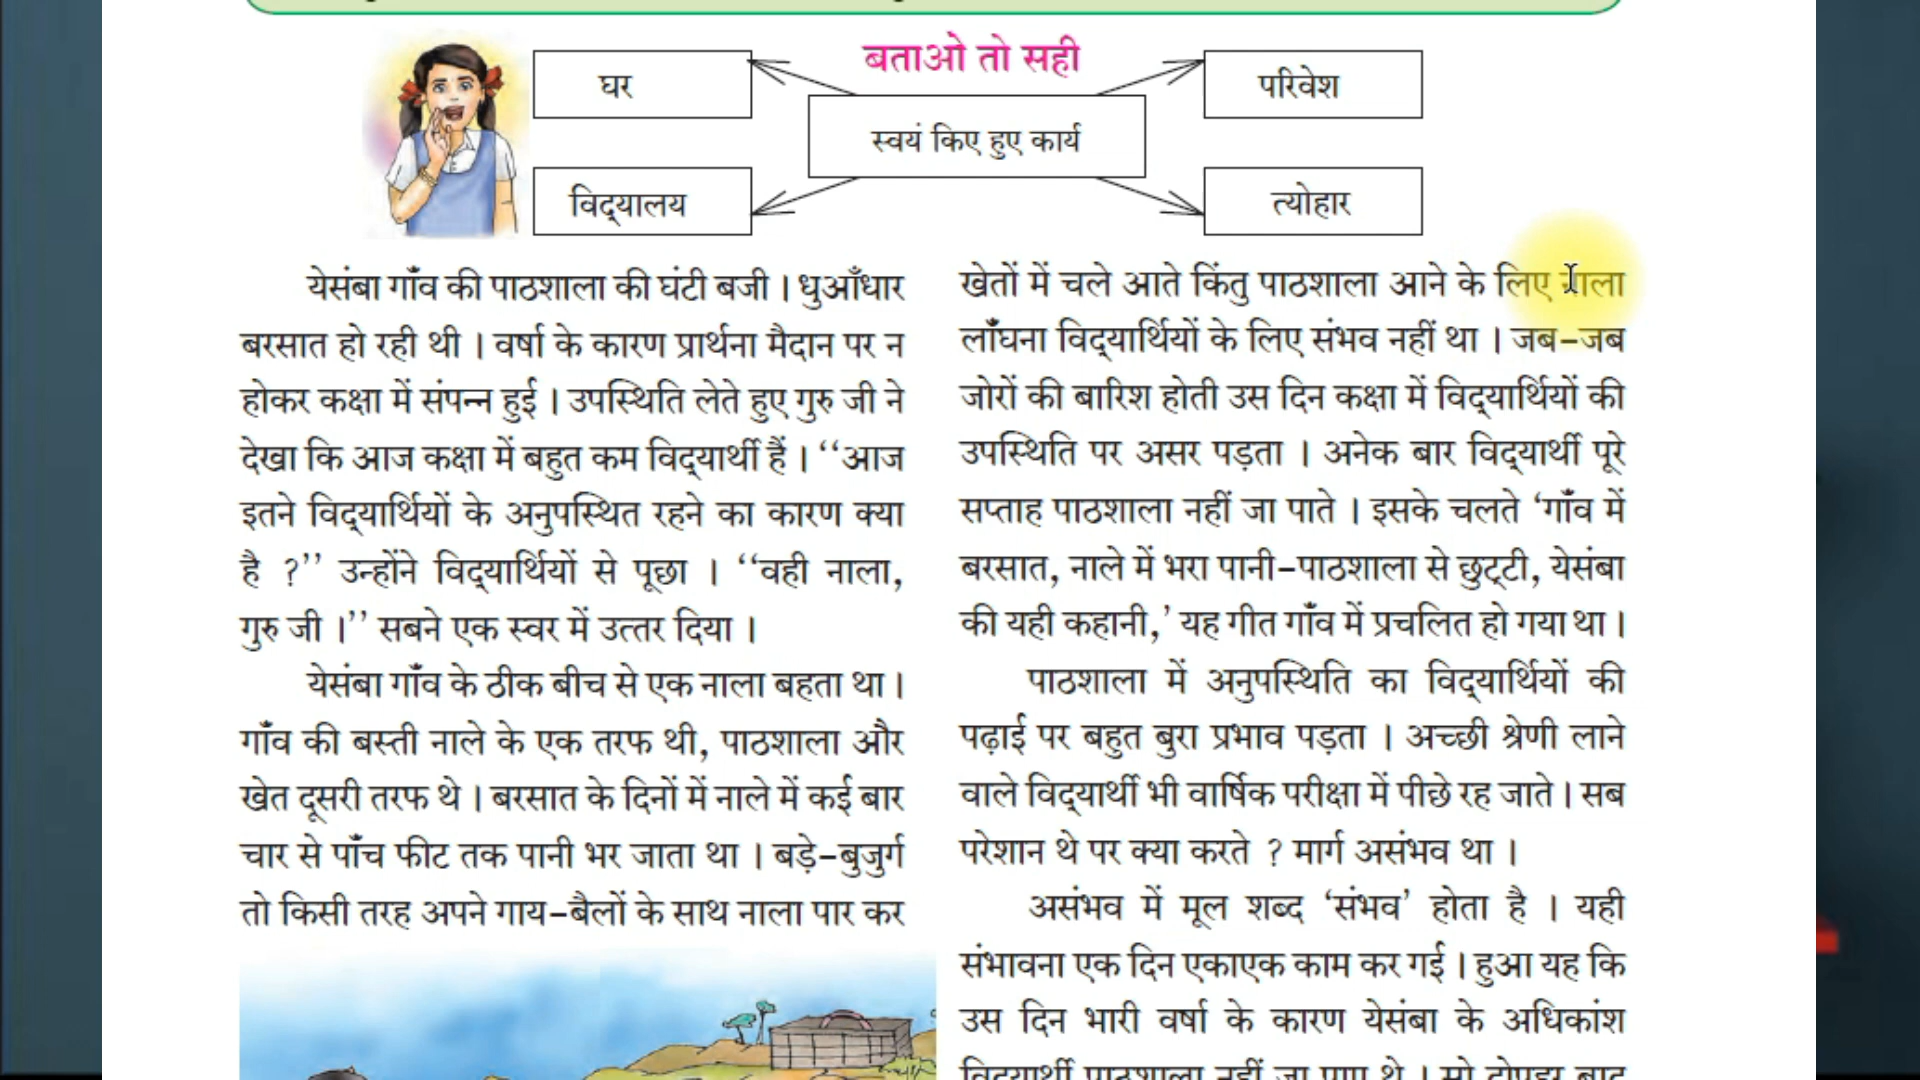 बताओ तो सही
घर
परिवेश
स्वयं किए हुए कार्य
विद्यालय
त्योहार
येसंबा गाँव की पाठशाला की घंटी बजी । धुआँधार
बरसात हो रही थी । वर्षा के कारण प्रार्थना मैदान पर न
होकर कक्षा में संपन्न हुई । उपस्थिति लेते हुए गुरु जी ने
देखा कि आज कक्षा में बहुत कम विद्यार्थी हैं । ‘‘आज
इतने विद्यार्थियों के अनुपस्थित रहने का कारण क्या
है ?’’ उन्होंने विद्यार्थियों से पूछा । ‘‘वही नाला,
गुरु जी ।’’ सबने एक स्वर में उत्तर दिया ।
येसंबा गाँव के ठीक बीच से एक नाला बहता था ।
गाँव की बस्ती नाले के एक तरफ थी, पाठशाला और
खेत दूसरी तरफ थे । बरसात के दिनों में नाले में कई बार
चार से पाँच फीट तक पानी भर जाता था । बड़े-बुजुर्ग
तो किसी तरह अपने गाय-बैलों के साथ नाला पार कर
खेतों में चले आते किंतु पाठशाला आने के लिए नाला
लाँघना विद्यार्थियों के लिए संभव नहीं था । जब-जब
जोरों की बारिश होती उस दिन कक्षा में विद्यार्थियों की
उपस्थिति पर असर पड़ता । अनेक बार विद्यार्थी पूरे
सप्ताह पाठशाला नहीं जा पाते । इसके चलते ‘गाँव में
बरसात, नाले में भरा पानी-पाठशाला से छुट्टी, येसंबा
की यही कहानी,’ यह गीत गाँव में प्रचलित हो गया था ।
पाठशाला में अनुपस्थिति का विद्यार्थियों की
पढ़ाई पर बहुत बुरा प्रभाव पड़ता । अच्छी श्रेणी लाने
वाले विद्यार्थी भी वार्षिक परीक्षा में पीछे रह जाते । सब
परेशान थे पर क्या करते ? मार्ग असंभव था ।
असंभव में मूल शब्द ‘संभव’ होता है । यही
संभावना एक दिन एकाएक काम कर गई । हुआ यह कि
उस दिन भारी वर्षा के कारण येसंबा के अधिकांश
विद्यार्थी पाठशाला नहीं जा पाए थे ।